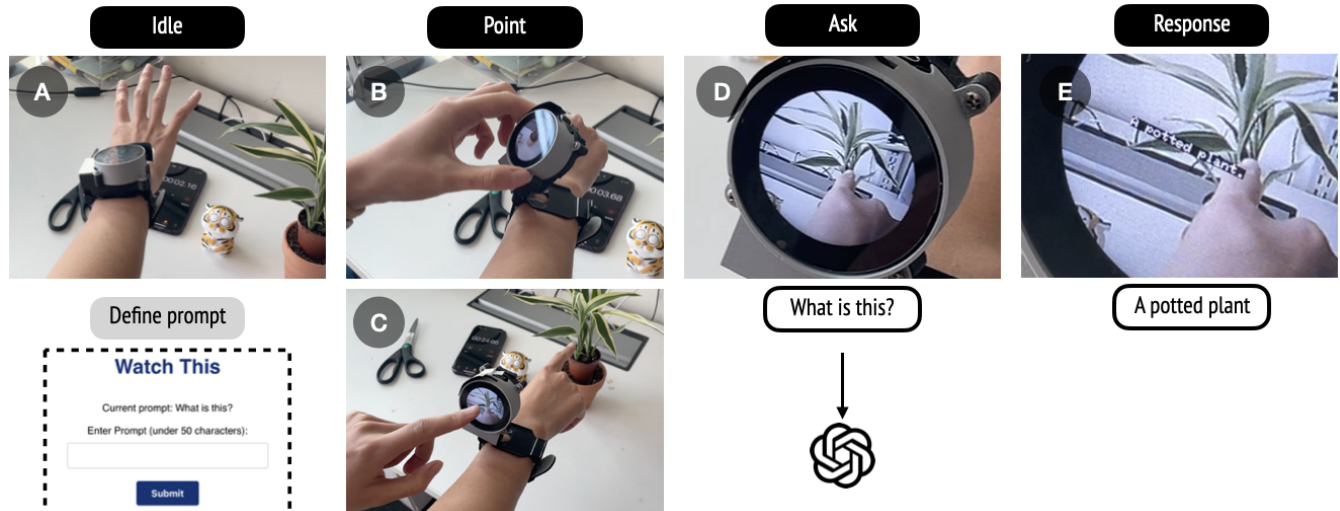 Idle
Point
Ask
Response
A
B
D
E
A potted plant.
Define prompt
Watch This
Current prompt: What is this?
Enter Prompt (under 50 characters):
Submit
C
What is this?
A potted plant